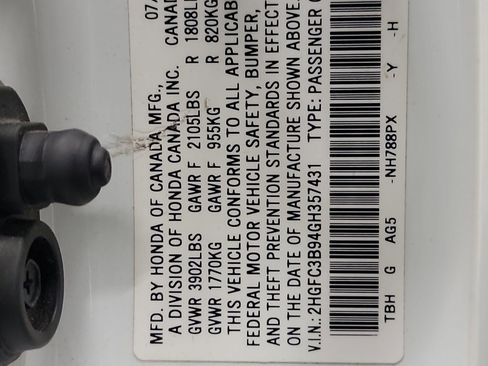 MFD. BY HONDA OF CANADA MFG., 07
A DIVISION OF HONDA CANADA INC. CANAD
GVWR 3902LBS GAWR F 2105LBS R 1808LB
GVWR 1770KG GAWR F 955KG R 820KG
THIS VEHICLE CONFORMS TO ALL APPLICAB
FEDERAL MOTOR VEHICLE SAFETY, BUMPER,
AND THEFT PREVENTION STANDARDS IN EFFECT
ON THE DATE OF MANUFACTURE SHOWN ABOVE.
V.I.N.: 2HGFC3B94GH357431 TYPE: PASSENGER
TBH G AG5 -NH788PX -Y -H